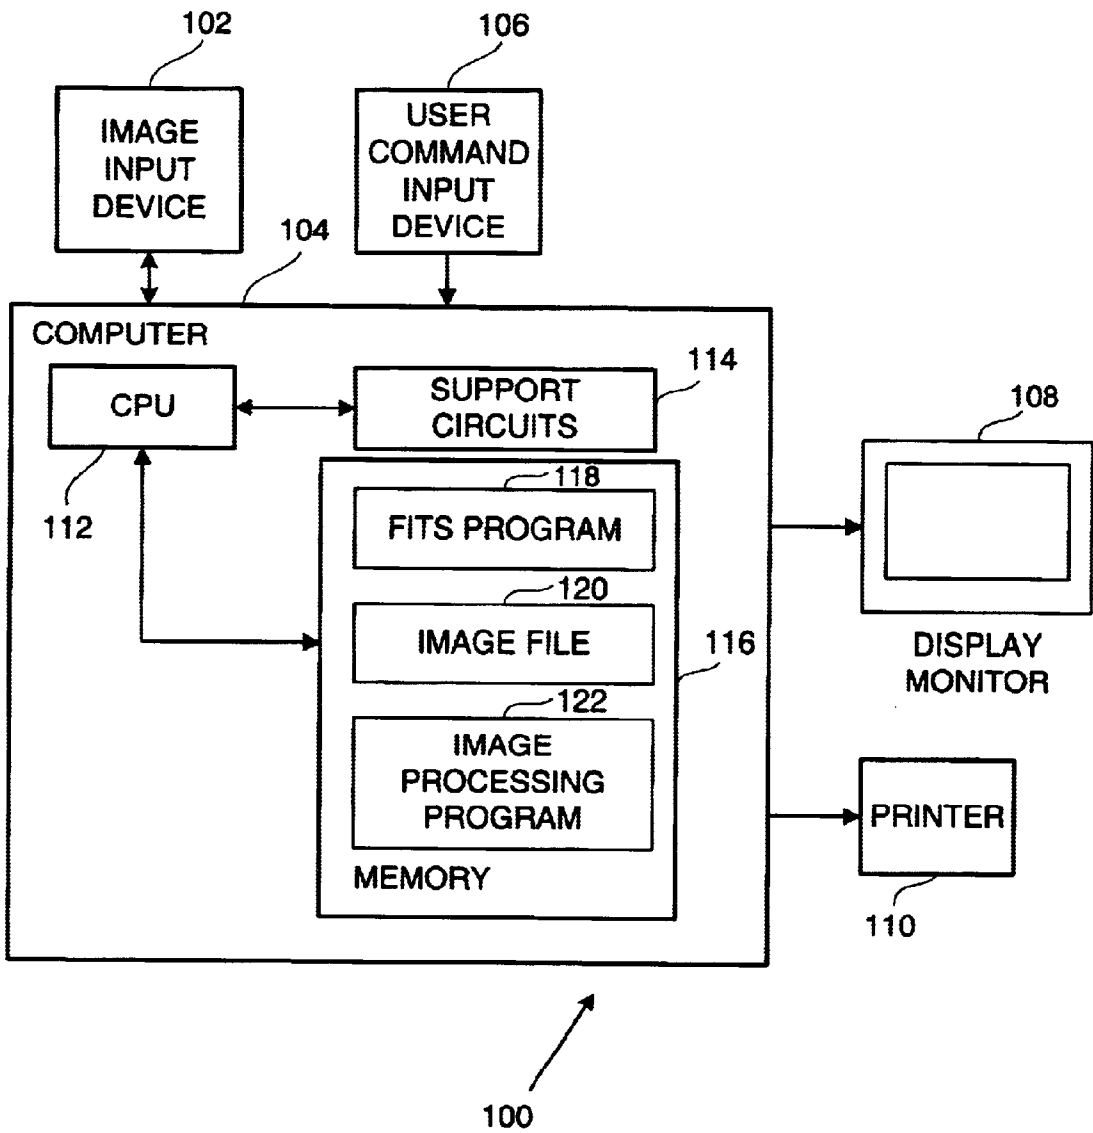 102
106
IMAGE
INPUT
DEVICE
USER
COMMAND
INPUT
DEVICE
104
COMPUTER
CPU
SUPPORT
CIRCUITS
114
112
108
118
FITS PROGRAM
120
IMAGE FILE
116
DISPLAY
MONITOR
122
IMAGE
PROCESSING
PROGRAM
MEMORY
PRINTER
110
100